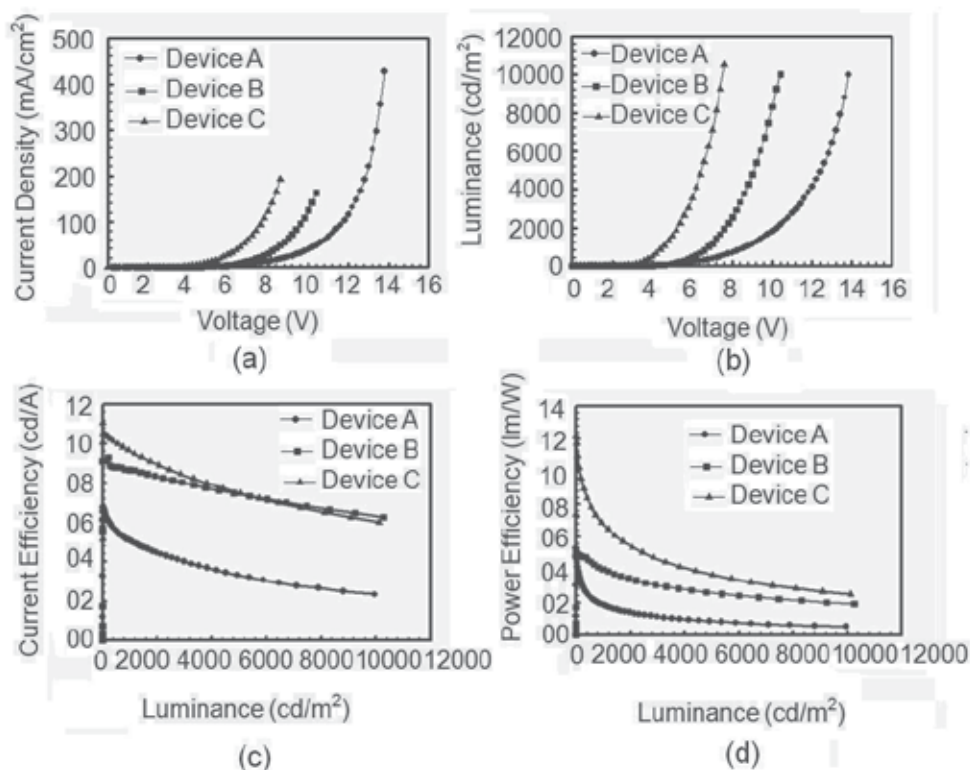 500
400
300
200
100
0
Current Density (mA/cm²)
Device A
Device B
Device C
0 2 4 6 8 10 12 14 16
Voltage (V)
(a)
12000
10000
8000
6000
4000
2000
0
Luminance (cd/m²)
Device A
Device B
Device C
0 2 4 6 8 10 12 14 16
Voltage (V)
(b)
12
10
08
06
04
02
00
Current Efficiency (cd/A)
Device A
Device B
Device C
0 2000 4000 6000 8000 10000 12000
Luminance (cd/m²)
(c)
14
12
10
08
06
04
02
00
Power Efficiency (lm/W)
Device A
Device B
Device C
0 2000 4000 6000 8000 10000 12000
Luminance (cd/m²)
(d)